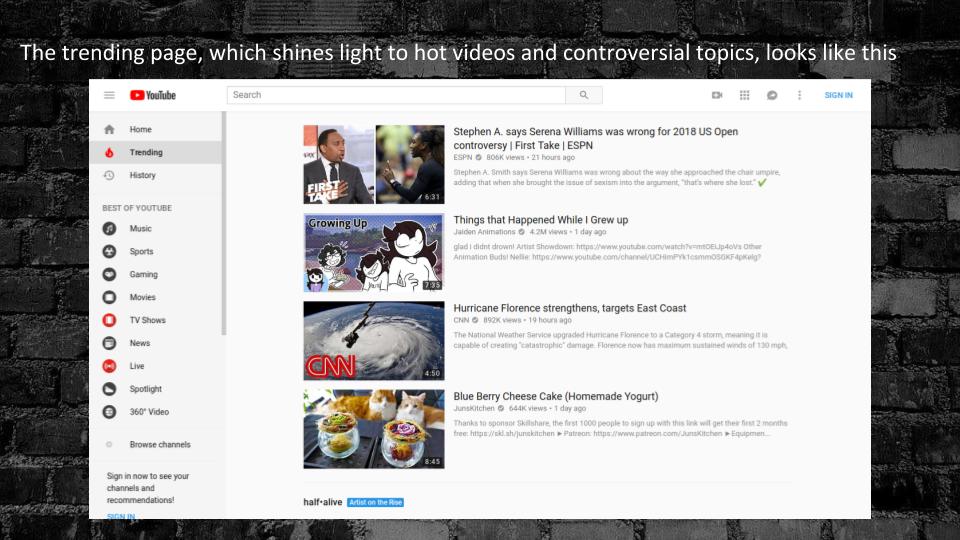 The trending page, which shines light to hot videos and controversial topics, looks like this
YouTube
Search
SIGN IN
Home
Trending
History
BEST OF YOUTUBE
Music
Sports
Gaming
Movies
TV Shows
News
Live
Spotlight
360° Video
Browse channels
Sign in now to see your
channels and
recommendations!
SIGN IN
FIRST
TAKE
6:31
Stephen A. says Serena Williams was wrong for 2018 US Open
controversy | First Take | ESPN
ESPN 806K views • 21 hours ago
Stephen A. Smith says Serena Williams was wrong about the way she approached the chair umpire,
adding that when she brought the issue of sexism into the argument, "that's where she lost." ✔
Growing Up
7:35
Things that Happened While I Grew up
Jaiden Animations 4.2M views • 1 day ago
glad I didnt drown! Artist Showdown: https://www.youtube.com/watch?v=mtOEiJp4oVs Other
Animation Buds! Nellie: https://www.youtube.com/channel/UCHimPYk1csmmOSGKF4pKeIg?
CNN
4:50
Hurricane Florence strengthens, targets East Coast
CNN 892K views • 19 hours ago
The National Weather Service upgraded Hurricane Florence to a Category 4 storm, meaning it is
capable of creating "catastrophic" damage. Florence now has maximum sustained winds of 130 mph,
8:45
Blue Berry Cheese Cake (Homemade Yogurt)
JunsKitchen 644K views • 1 day ago
Thanks to sponsor Skillshare, the first 1000 people to sign up with this link will get their first 2 months
free: https://skl.sh/junskitchen ►Patreon: https://www.patreon.com/JunsKitchen ►Equipmen...
half•alive Artist on the Rise